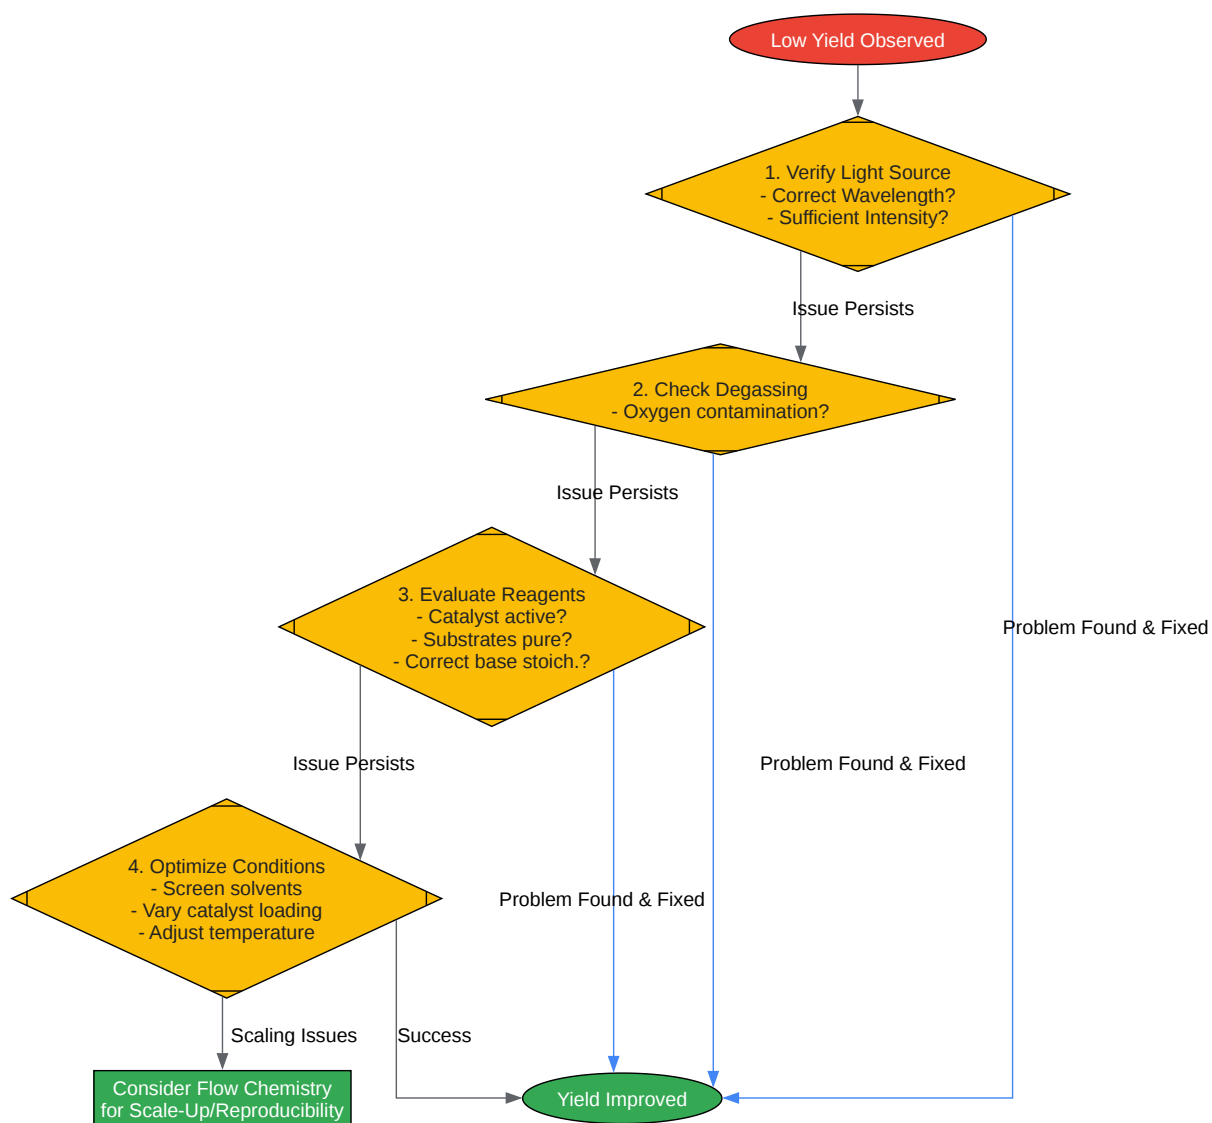 Low Yield Observed
1. Verify Light Source
- Correct Wavelength?
- Sufficient Intensity?
Issue Persists
2. Check Degassing
- Oxygen contamination?
Issue Persists
3. Evaluate Reagents
- Catalyst active?
- Substrates pure?
- Correct base stoich.?
Problem Found & Fixed
Issue Persists
Problem Found & Fixed
4. Optimize Conditions
- Screen solvents
- Vary catalyst loading
- Adjust temperature
Problem Found & Fixed
Scaling Issues
Success
Consider Flow Chemistry
for Scale-Up/Reproducibility
Yield Improved